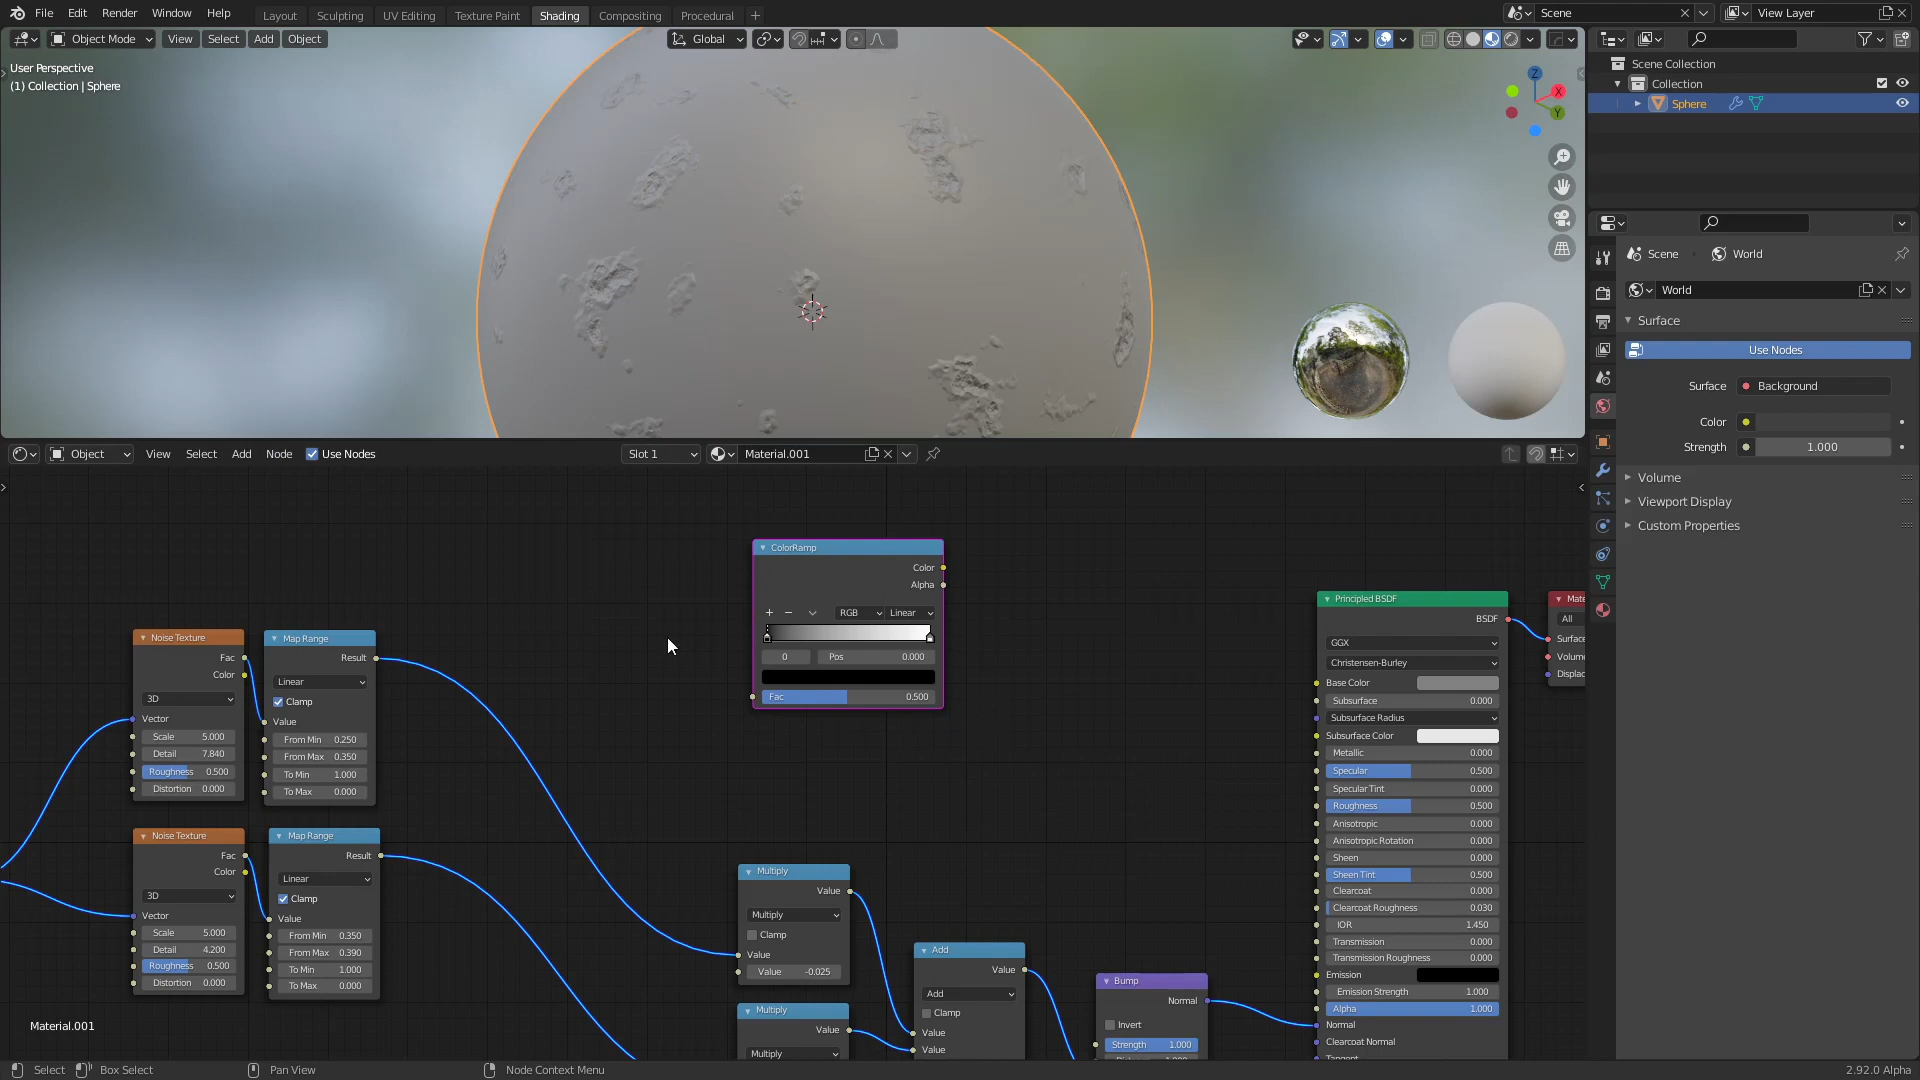 File Edit Render Window Help
Layout Sculpting UV Editing Texture Paint Shading Compositing Procedural +
Scene View Layer
Object Mode View Select Add Object
Global
User Perspective
(1) Collection | Sphere
Z X Y
Scene Collection
Collection
Sphere
Scene World
World
Surface
Use Nodes
Surface Background
Color
Strength 1.000
Volume
Viewport Display
Custom Properties
Object View Select Add Node Use Nodes
Slot 1 Material.001
ColorRamp
Color
Alpha
RGB Linear
0 Pos 0.000
Fac 0.500
Noise Texture
Fac
Color
3D
Vector
Scale 5.000
Detail 7.840
Roughness 0.500
Distortion 0.000
Map Range
Result
Linear
Clamp
Value
From Min 0.250
From Max 0.350
To Min 1.000
To Max 0.000
Noise Texture
Fac
Color
3D
Vector
Scale 5.000
Detail 4.200
Roughness 0.500
Distortion 0.000
Map Range
Result
Linear
Clamp
Value
From Min 0.350
From Max 0.390
To Min 1.000
To Max 0.000
Multiply
Value
Multiply
Clamp
Value
Value -0.025
Multiply
Value
Multiply
Add
Value
Add
Clamp
Value
Value
Bump
Normal
Invert
Strength 1.000
Principled BSDF
BSDF
GGX
Christensen-Burley
Base Color
Subsurface 0.000
Subsurface Radius
Subsurface Color
Metallic 0.000
Specular 0.500
Specular Tint 0.000
Roughness 0.500
Anisotropic 0.000
Anisotropic Rotation 0.000
Sheen 0.000
Sheen Tint 0.500
Clearcoat 0.000
Clearcoat Roughness 0.030
IOR 1.450
Transmission 0.000
Transmission Roughness 0.000
Emission
Emission Strength 1.000
Alpha 1.000
Normal
Clearcoat Normal
Tangent
Mate
All
Surfac
Volum
Displac
Material.001
Select Box Select Pan View Node Context Menu 2.92.0 Alpha